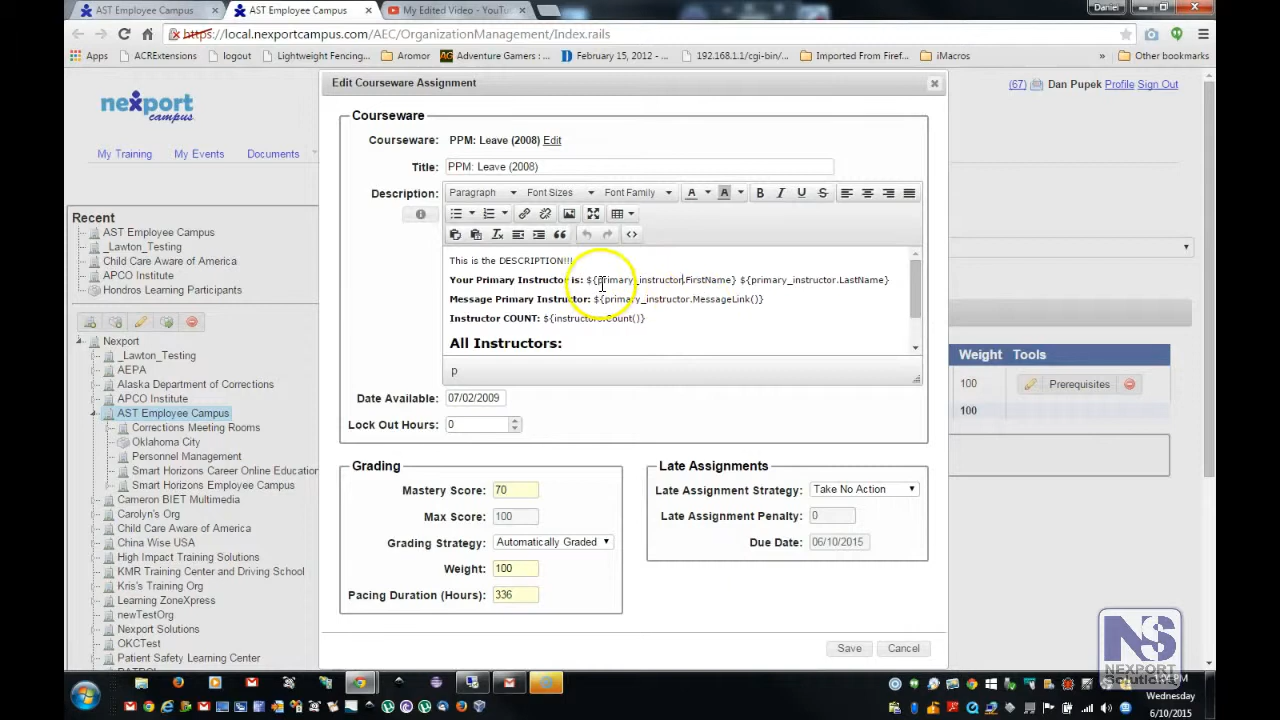 AST Employee Campus
AST Employee Campus
My Edited Video - YouTu
Daniel
https://local.nexportcampus.com/AEC/OrganizationManagement/Index.rails
Apps
ACRExtensions
logout
Lightweight Fencing...
Aromor
Adventure Gamers : ...
February 15, 2012 - ...
192.168.1.1/cgi-bin/...
Imported From Firef...
iMacros
»
Other Bookmarks
nexport
campus
(67) Dan Pupek Profile Sign Out
My Training
My Events
Documents
Recent
AST Employee Campus
_Lawton_Testing
Child Care Aware of America
APCO Institute
Hondros Learning Dependencies
Nexport
_Lawton_Testing
AEPA
Alaska Department of Corrections
APCO Institute
AST Employee Campus
Corrections Meeting Rooms
Oklahoma City
Personnel Management
Smart Horizons Career Online Education
Smart Horizons Employee Campus
Cameron BIET Multimedia
Carolyn's Org
Child Care Aware of America
China Wise USA
High Impact Training Solutions
KMR Training Center and Driving School
Kris's Training Org
Learning ZoneXpress
newTestOrg
Nexport Solutions
OKCTest
Patient Safety Learning Center
Edit Courseware Assignment
Courseware
Courseware: PPM: Leave (2008) Edit
Title: PPM: Leave (2008)
Description:
Paragraph
Font Sizes
Font Family
A
A
B
I
U
S
This is the DESCRIPTION!!!
Your Primary Instructor is: ${primary_instructor.FirstName} ${primary_instructor.LastName}
Message Primary Instructor: ${primary_instructor.MessageLink()}
Instructor COUNT: ${instructors.Count()}
All Instructors:
p
Date Available: 07/02/2009
Lock Out Hours: 0
Grading
Mastery Score: 70
Max Score: 100
Grading Strategy: Automatically Graded
Weight: 100
Pacing Duration (Hours): 336
Late Assignments
Late Assignment Strategy: Take No Action
Late Assignment Penalty: 0
Due Date: 06/10/2015
Save
Cancel
Weight
Tools
100
Prerequisites
100
NS
NEXPORT
Solutions
PM
Wednesday
6/10/2015